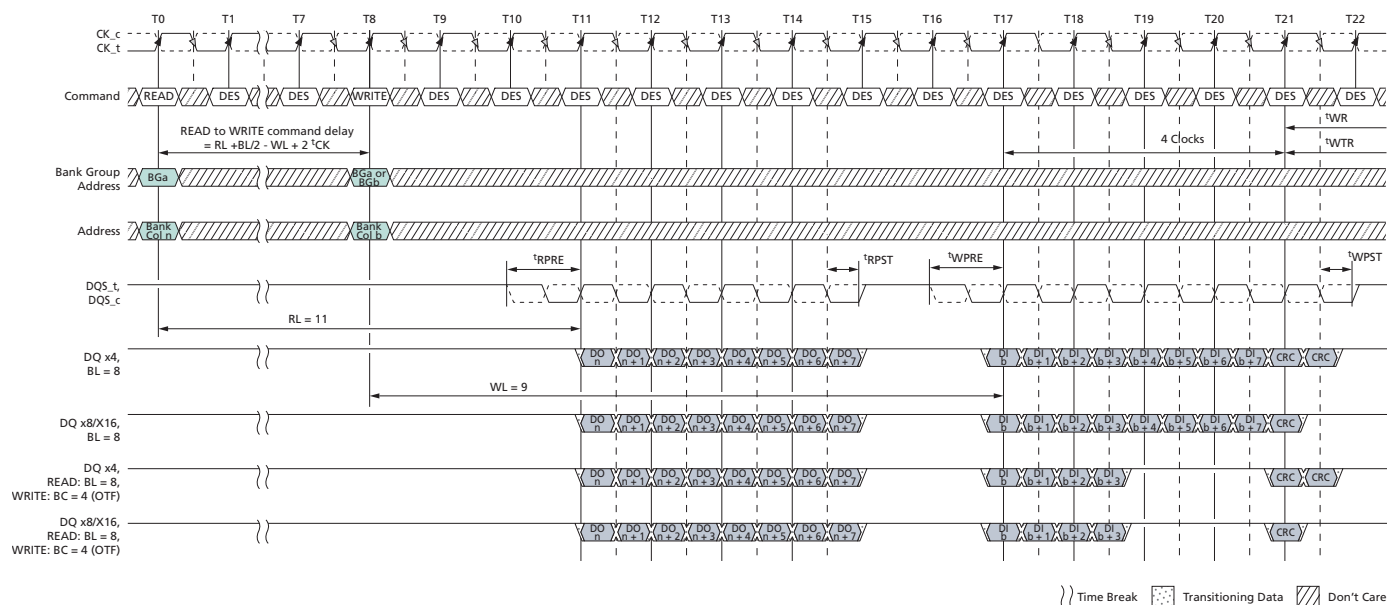 T0 T1 T7 T8 T9 T10 T11 T12 T13 T14 T15 T16 T17 T18 T19 T20 T21 T22
CK_c
CK_t
Command READ DES DES WRITE DES DES DES DES DES DES DES DES DES DES DES DES DES DES
tWR
READ to WRITE command delay
= RL +BL/2 - WL + 2 tCK
4 Clocks
tWTR
Bank Group
Address
BGa
BGa or
BGb
Address
Bank
Col n
Bank
Col b
tRPRE tRPST tWPRE tWPST
DQS_t,
DQS_c
RL = 11
DQ x4,
BL = 8
DO n DO n + 1 DO n + 2 DO n + 3 DO n + 4 DO n + 5 DO n + 6 DO n + 7 DI b DI b + 1 DI b + 2 DI b + 3 DI b + 4 DI b + 5 DI b + 6 DI b + 7 CRC CRC
WL = 9
DQ x8/X16,
BL = 8
DO n DO n + 1 DO n + 2 DO n + 3 DO n + 4 DO n + 5 DO n + 6 DO n + 7 DI b DI b + 1 DI b + 2 DI b + 3 DI b + 4 DI b + 5 DI b + 6 DI b + 7 CRC
DQ x4,
READ: BL = 8,
WRITE: BC = 4 (OTF)
DO n DO n + 1 DO n + 2 DO n + 3 DO n + 4 DO n + 5 DO n + 6 DO n + 7 DI b DI b + 1 DI b + 2 DI b + 3 CRC CRC
DQ x8/X16,
READ: BL = 8,
WRITE: BC = 4 (OTF)
DO n DO n + 1 DO n + 2 DO n + 3 DO n + 4 DO n + 5 DO n + 6 DO n + 7 DI b DI b + 1 DI b + 2 DI b + 3 CRC
Time Break Transitioning Data Don't Care